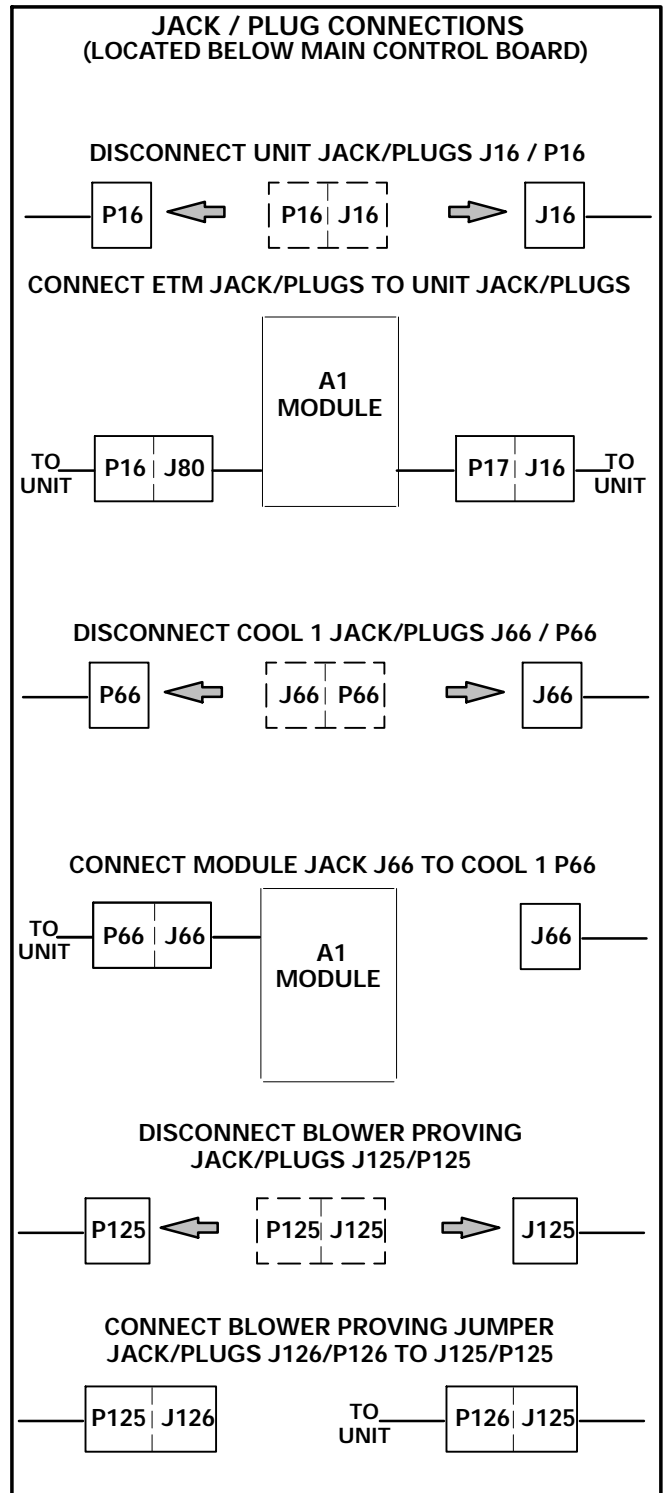 JACK / PLUG CONNECTIONS
(LOCATED BELOW MAIN CONTROL BOARD)
DISCONNECT UNIT JACK/PLUGS J16 / P16
P16 P16 J16 J16
CONNECT ETM JACK/PLUGS TO UNIT JACK/PLUGS
A1
MODULE
TO
UNIT
P16 J80
P17 J16
TO
UNIT
DISCONNECT COOL 1 JACK/PLUGS J66 / P66
P66 J66 P66 J66
CONNECT MODULE JACK J66 TO COOL 1 P66
TO
UNIT
P66 J66
A1
MODULE
J66
DISCONNECT BLOWER PROVING
JACK/PLUGS J125/P125
P125 P125 J125 J125
CONNECT BLOWER PROVING JUMPER
JACK/PLUGS J126/P126 TO J125/P125
P125 J126
TO
UNIT
P126 J125